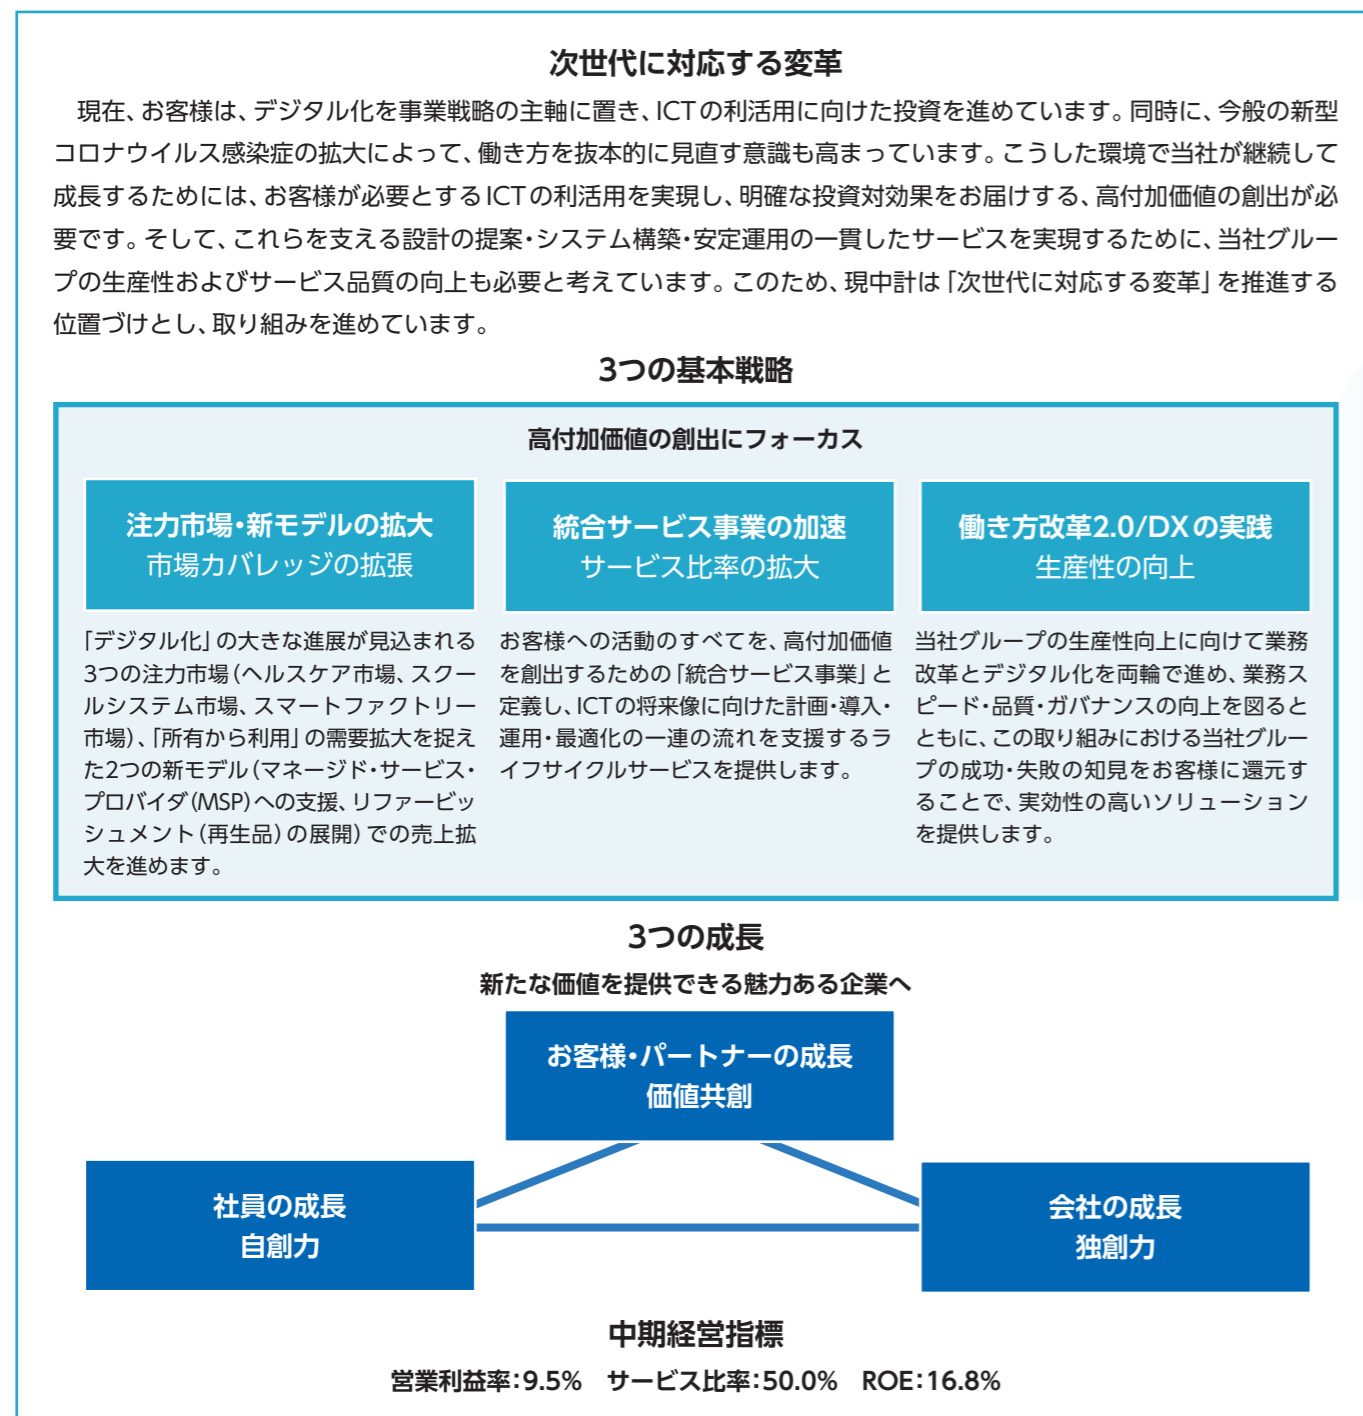 次世代に対応する変革
現在、お客様は、デジタル化を事業戦略の主軸に置き、ICTの利活用に向けた投資を進めています。同時に、今般の新型
コロナウイルス感染症の拡大によって、働き方を抜本的に見直す意識も高まっています。こうした環境で当社が継続して
成長するためには、お客様が必要とするICTの利活用を実現し、明確な投資対効果をお届けする、高付加価値の創出が必
要です。そして、これらを支える設計の提案・システム構築・安定運用の一貫したサービスを実現するために、当社グルー
プの生産性およびサービス品質の向上も必要と考えています。このため、現中計は「次世代に対応する変革」を推進する
位置づけとし、取り組みを進めています。
3つの基本戦略
高付加価値の創出にフォーカス
注力市場・新モデルの拡大
市場カバレッジの拡張
「デジタル化」の大きな進展が見込まれる
3つの注力市場(ヘルスケア市場、スクー
ルシステム市場、スマートファクトリー
市場)、「所有から利用」の需要拡大を捉え
た2つの新モデル(マネージド・サービス・
プロバイダ(MSP)への支援、リファービッ
シュメント(再生品)の展開)での売上拡
大を進めます。
統合サービス事業の加速
サービス比率の拡大
お客様への活動のすべてを、高付加価値
を創出するための「統合サービス事業」と
定義し、ICTの将来像に向けた計画・導入・
運用・最適化の一連の流れを支援するラ
イフサイクルサービスを提供します。
働き方改革2.0/DXの実践
生産性の向上
当社グループの生産性向上に向けて業務
改革とデジタル化を両輪で進め、業務ス
ピード・品質・ガバナンスの向上を図ると
ともに、この取り組みにおける当社グルー
プの成功・失敗の知見をお客様に還元す
ることで、実効性の高いソリューション
を提供します。
3つの成長
新たな価値を提供できる魅力ある企業へ
お客様・パートナーの成長
価値共創
社員の成長
自創力
会社の成長
独創力
中期経営指標
営業利益率:9.5% サービス比率:50.0% ROE:16.8%